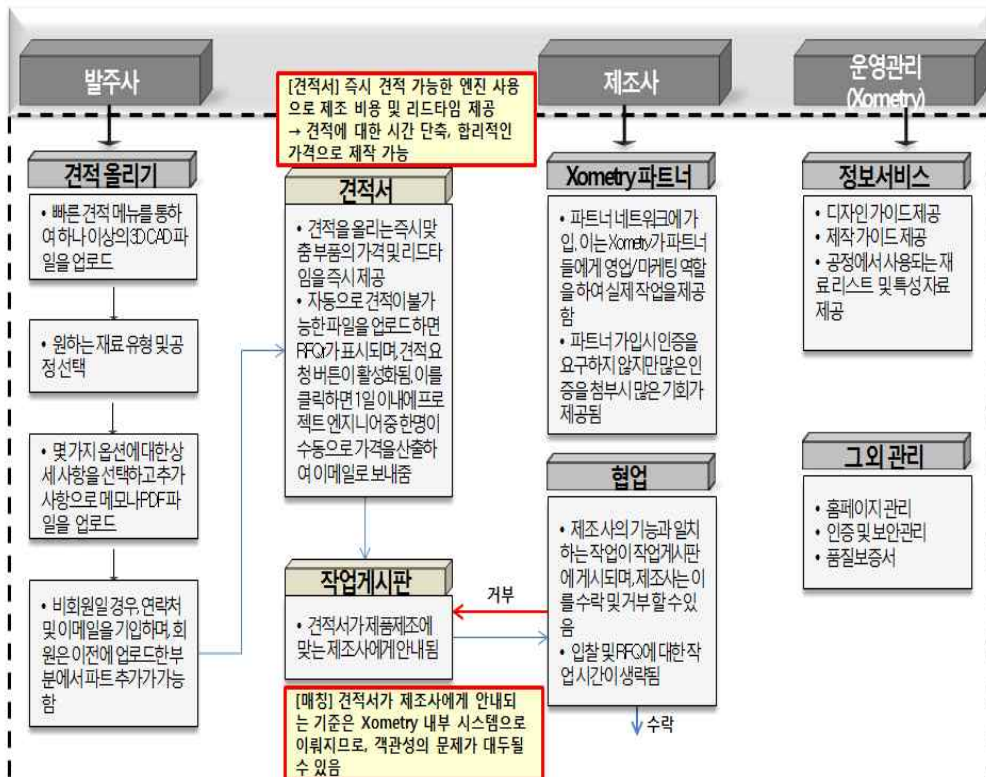 발주사
제조사
운영관리
(Xometry)
[견적서] 즉시 견적 가능한 엔진 사용
으로 제조 비용 및 리드타임 제공
→ 견적에 대한 시간 단축, 합리적인
가격으로 제작 가능
견적 올리기
• 빠른 견적 메뉴를 통하
여 하나 이상의 3D CAD 파
일을 업로드
• 원하는 재료 유형 및 공
정 선택
• 몇 가지 옵션에 대한 상
세 사항을 선택하고 추가
사항으로 메모나 PDF 파
일을 업로드
• 비회원일 경우, 연락처
및 이메일을 기입하며, 회
원은 이전에 업로드한 부
분에서 파트 추가가 가능
함
견적서
• 견적을 올리는 즉시 맞
춤 부품의 가격 및 리드타
임을 즉시 제공
• 자동으로 견적이 불가
능한 파일을 업로드 하면
RFQ가 표시되며, 견적 요
청 버튼이 활성화됨, 이를
클릭하면 1일 이내에 프로
젝트 엔지니어 중 한명이
수동으로 가격을 산출하
여 이메일로 보내줌
작업게시판
• 견적서가 제품제조에
맞는 제조사에게 안내됨
[매칭] 견적서가 제조사에게 안내되
는 기준은 Xometry 내부 시스템으로
이뤄지므로, 객관성의 문제가 대두될
수 있음
Xometry 파트너
• 파트너 네트워크에 가
입, 이는 Xometry가 파트너
들에게 영업/마케팅 역할
을 하여 실제 작업을 제공
함
• 파트너 가입시 인증을
요구하지 않지만 많은 인
증을 첨부시 많은 기회가
제공됨
협업
• 제조사의 기능과 일치
하는 작업이 작업게시판
에 게시되며, 제조사는 이
를 수락 및 거부 할 수 있
음
• 입찰 및 RFQ에 대한 작
업 시간이 생략됨
거부
수락
정보서비스
• 디자인 가이드 제공
• 제작 가이드 제공
• 공정에서 사용되는 재
료 리스트 및 특성 자료
제공
그외 관리
• 홈페이지 관리
• 인증 및 보안관리
• 품질보증서